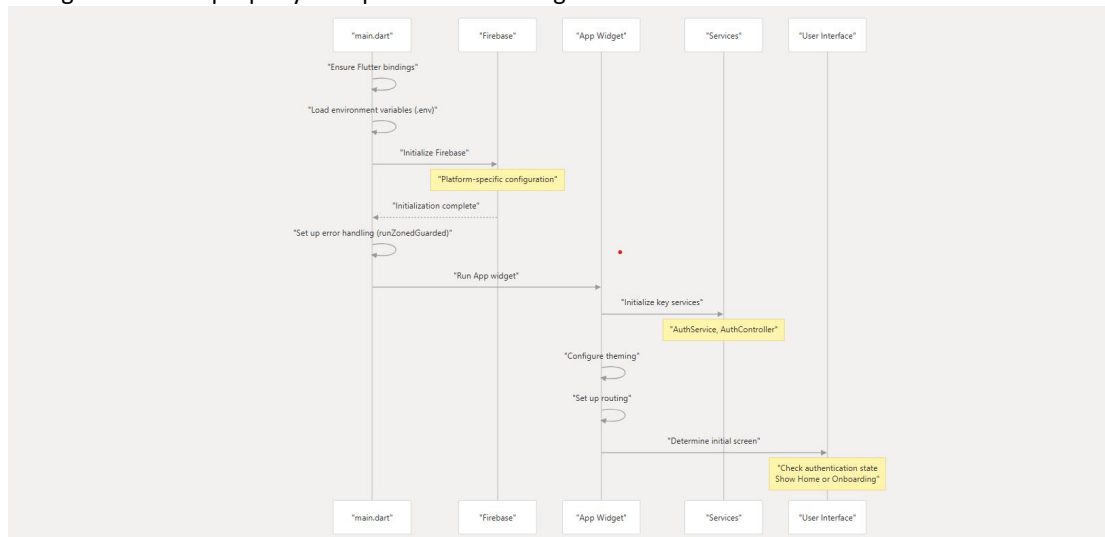 "main.dart" "Firebase" "App Widget" "Services" "User Interface"
"Ensure Flutter bindings"
"Load environment variables (.env)"
"Initialize Firebase"
"Platform-specific configuration"
"Initialization complete"
"Set up error handling (runZonedGuarded)"
"Run App widget"
"Initialize key services"
"AuthService, AuthController"
"Configure theming"
"Set up routing"
"Determine initial screen"
"Check authentication state
Show Home or Onboarding"
"main.dart" "Firebase" "App Widget" "Services" "User Interface"